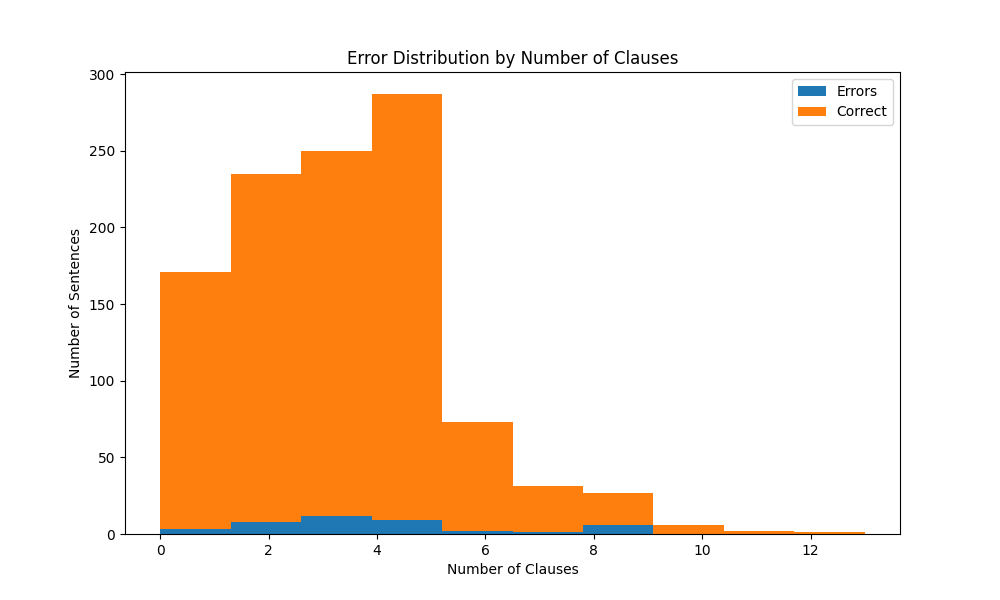 Error Distribution by Number of Clauses
Errors
Correct
300
250
200
150
100
50
0
Number of Sentences
0 2 4 6 8 10 12
Number of Clauses